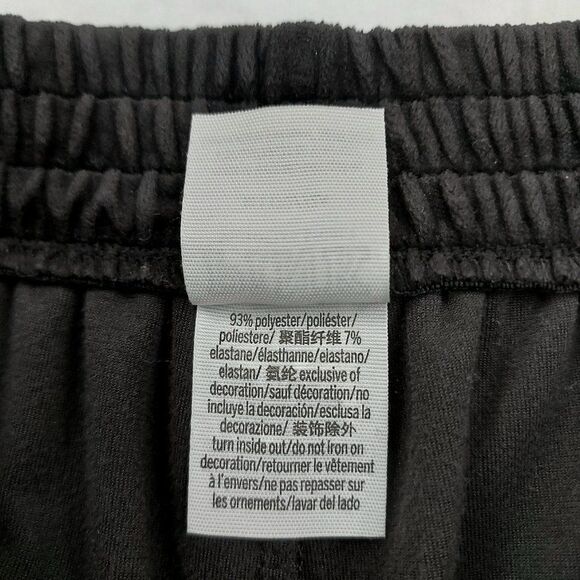 93% polyester/poliéster/
poliestere/ 聚酯纤维 7%
elastane/élasthanne/elastano/
elastan/ 氨纶 exclusive of
decoration/sauf décoration/no
incluye la decoración/esclusa la
decorazione/ 装饰除外
turn inside out/do not iron on
decoration/retourner le vêtement
à l'envers/ne pas repasser sur
les ornements/lavar del lado